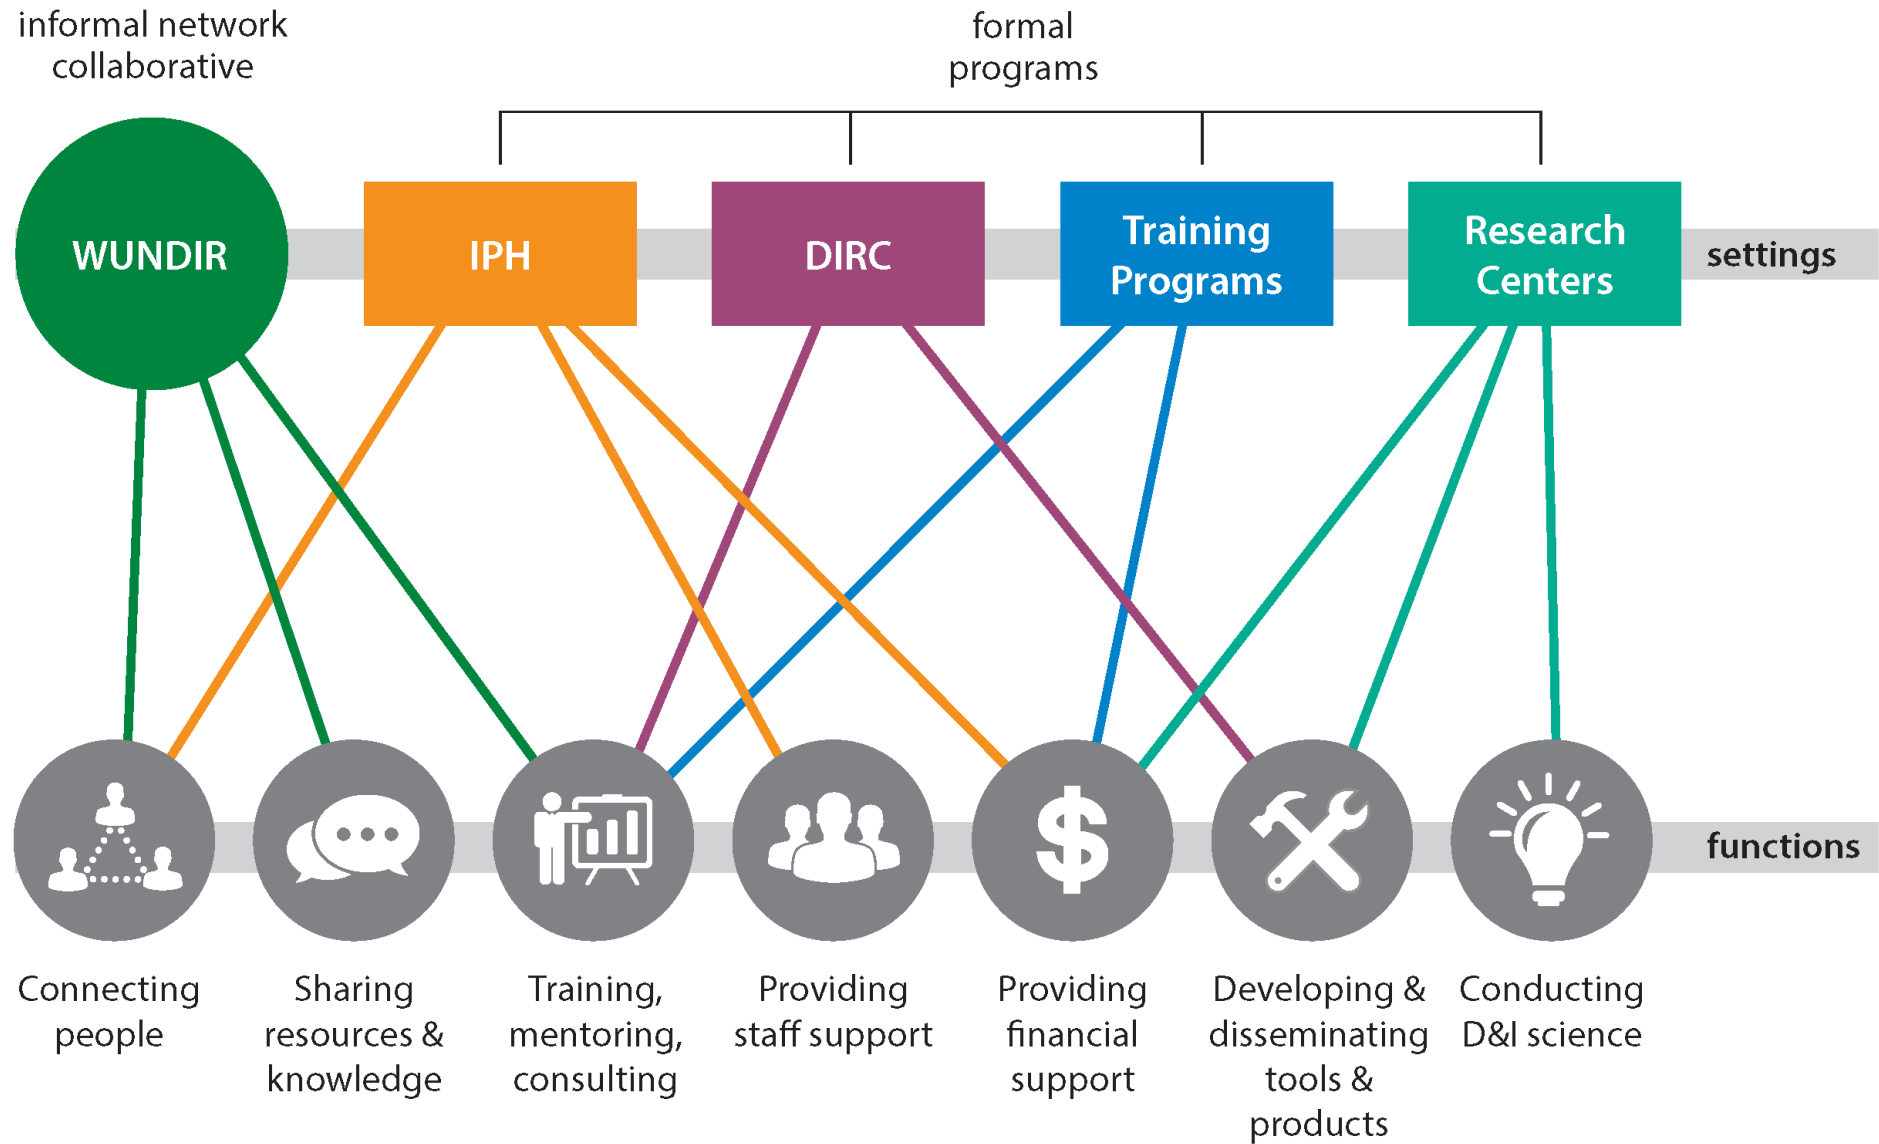 informal network
collaborative
formal
programs
WUNDIR
IPH
DIRC
Training
Programs
Research
Centers
settings
$
functions
Connecting
people
Sharing
resources &
knowledge
Training,
mentoring,
consulting
Providing
staff support
Providing
financial
support
Developing &
disseminating
tools &
products
Conducting
D&I science